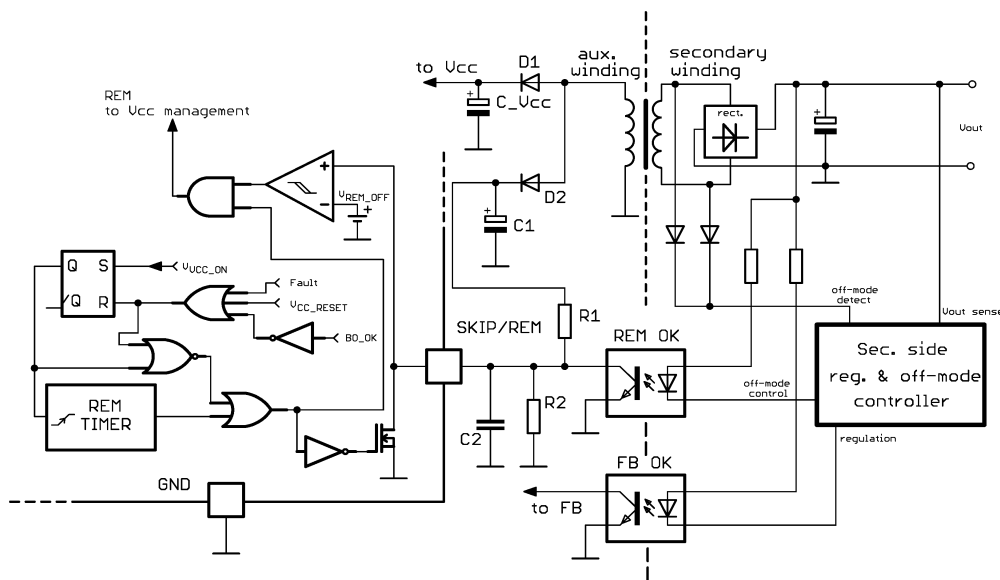 aux.
winding
secondary
winding
D1
to Vcc
+
C_Vcc
rect.
+
Vout
REM
to Vcc management
+
V_REM_OFF
+
-
D2
+
C1
Q
S
V_VCC_ON
Q
R
Fault
V_CC_RESET
BO_OK
off-mode
detect
Vout sense
SKIP/REM
R1
REM OK
Sec. side
reg. & off-mode
controller
off-mode
control
REM
TIMER
R2
C2
regulation
GND
FB OK
to FB